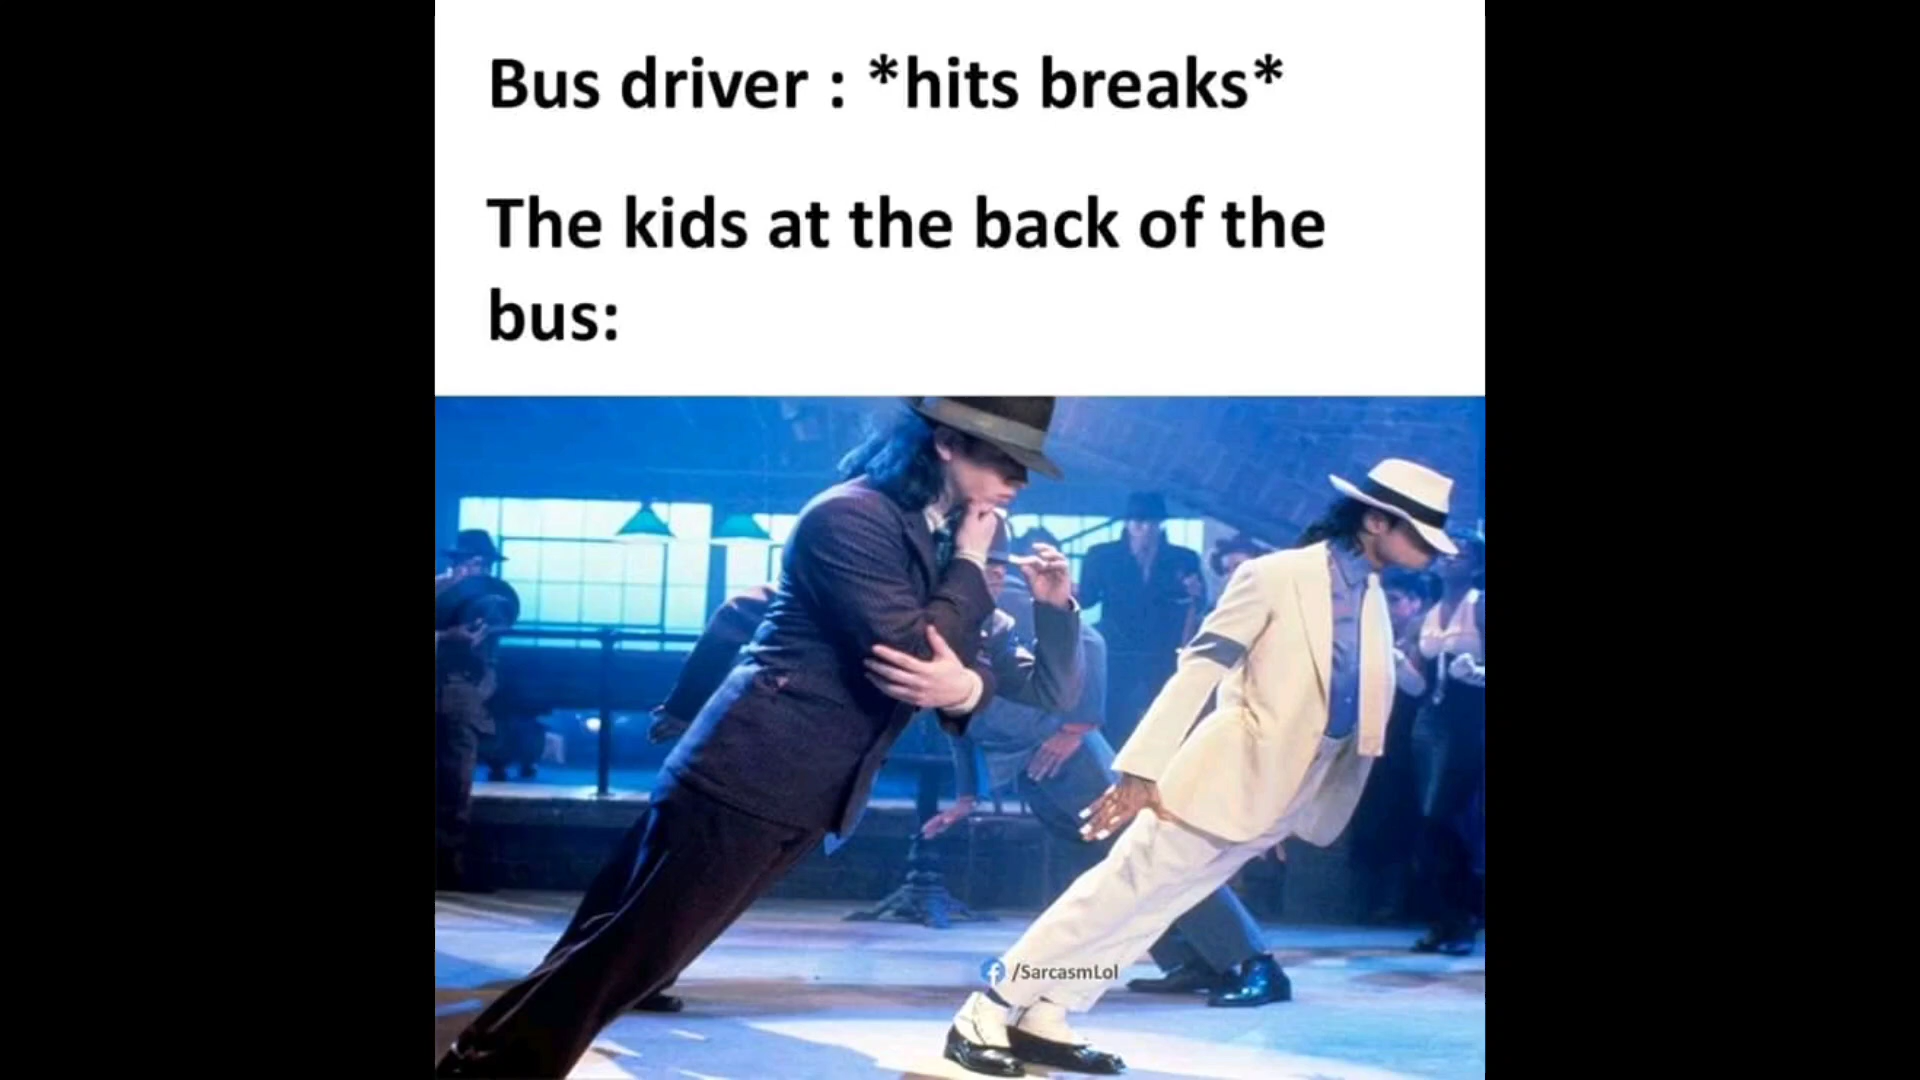 Bus driver : *hits breaks*
The kids at the back of the
bus:
/SarcasmLol